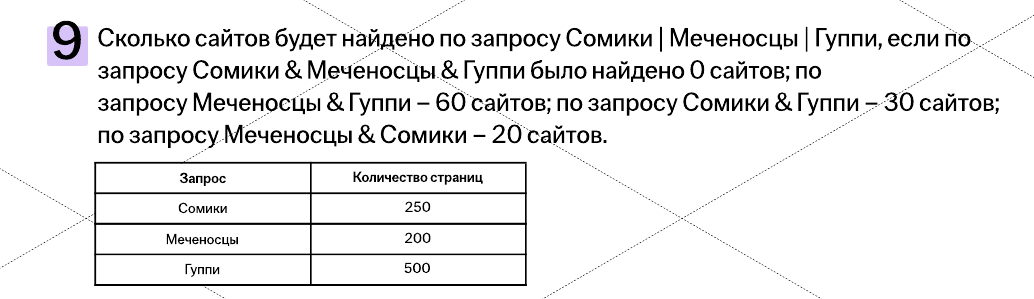 9 Сколько сайтов будет найдено по запросу Сомики | Меченосцы | Гуппи, если по
запросу Сомики & Меченосцы & Гуппи было найдено 0 сайтов; по
запросу Меченосцы & Гуппи – 60 сайтов; по запросу Сомики & Гуппи – 30 сайтов;
по запросу Меченосцы & Сомики – 20 сайтов.
Запрос Количество страниц
Сомики 250
Меченосцы 200
Гуппи 500